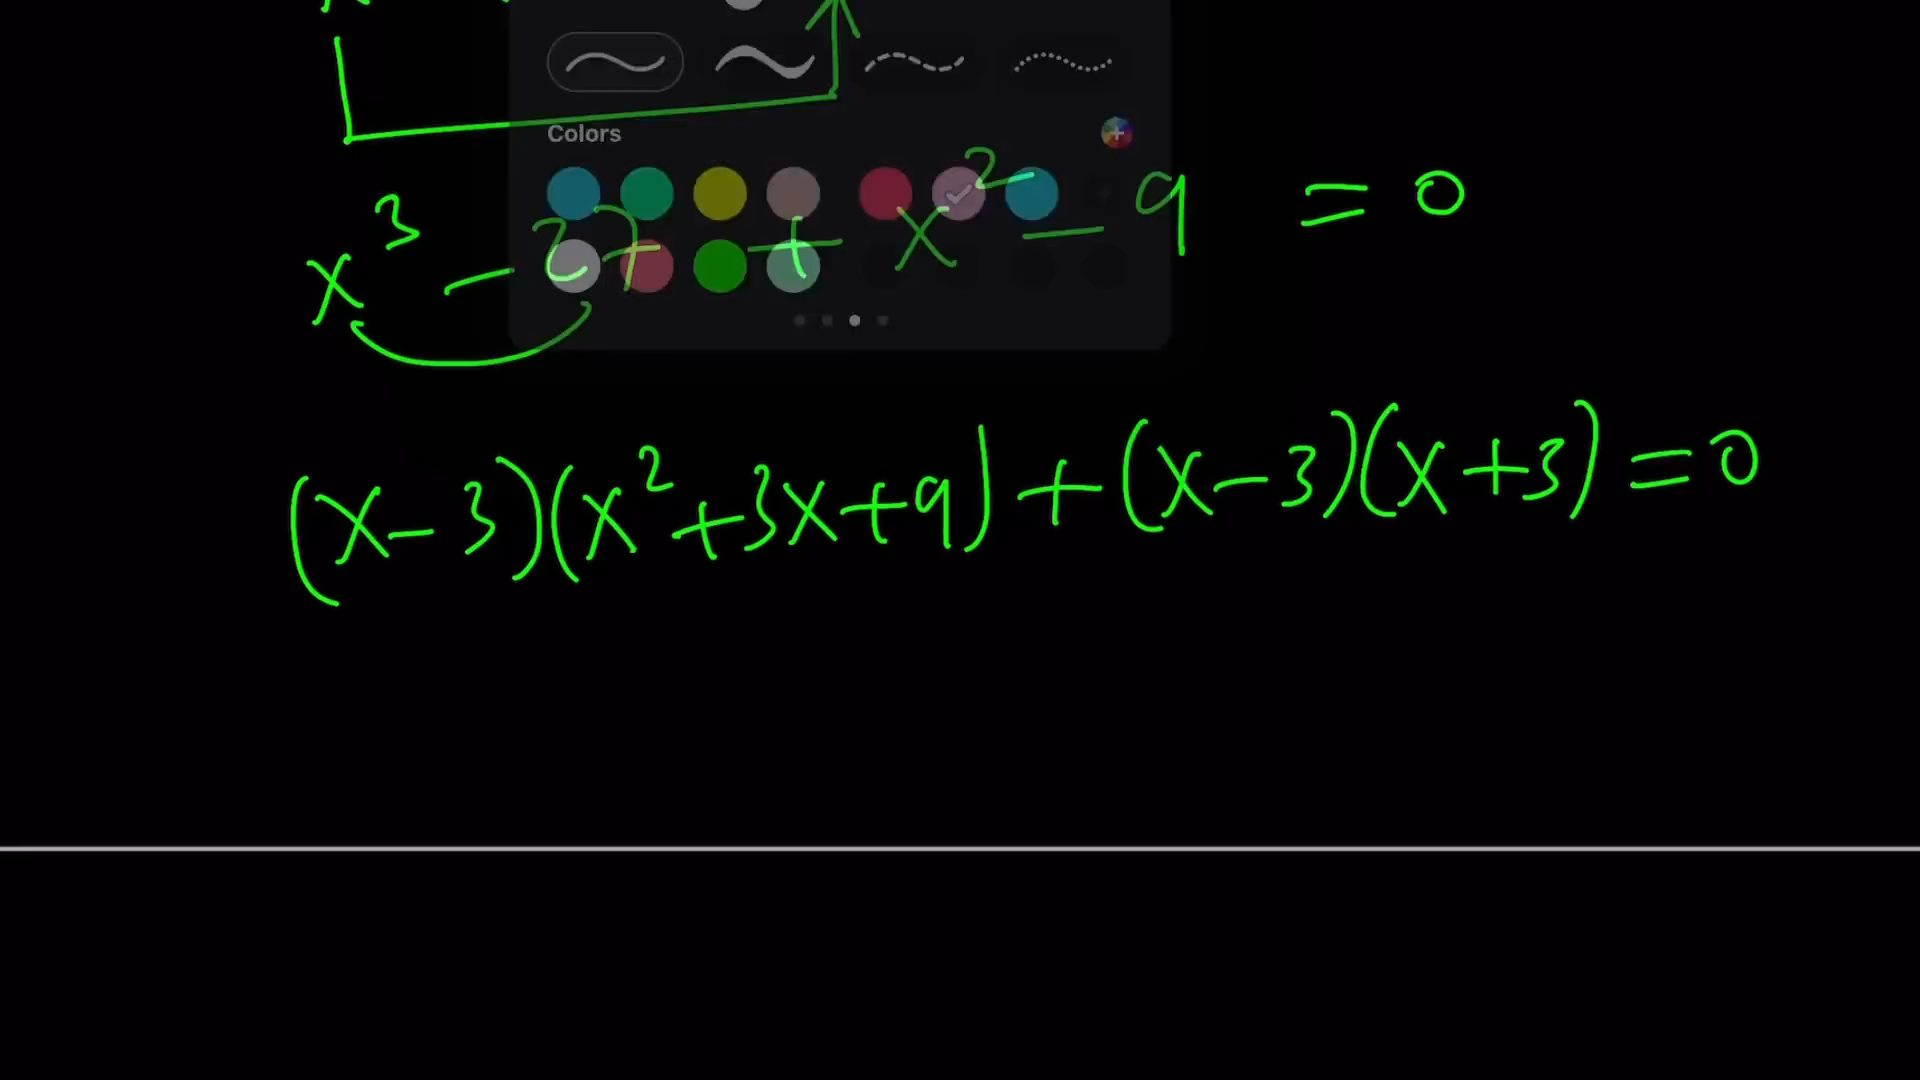 Colors
x³ - 27 + x² - 9 = 0
(x-3)(x²+3x+9)+(x-3)(x+3)=0